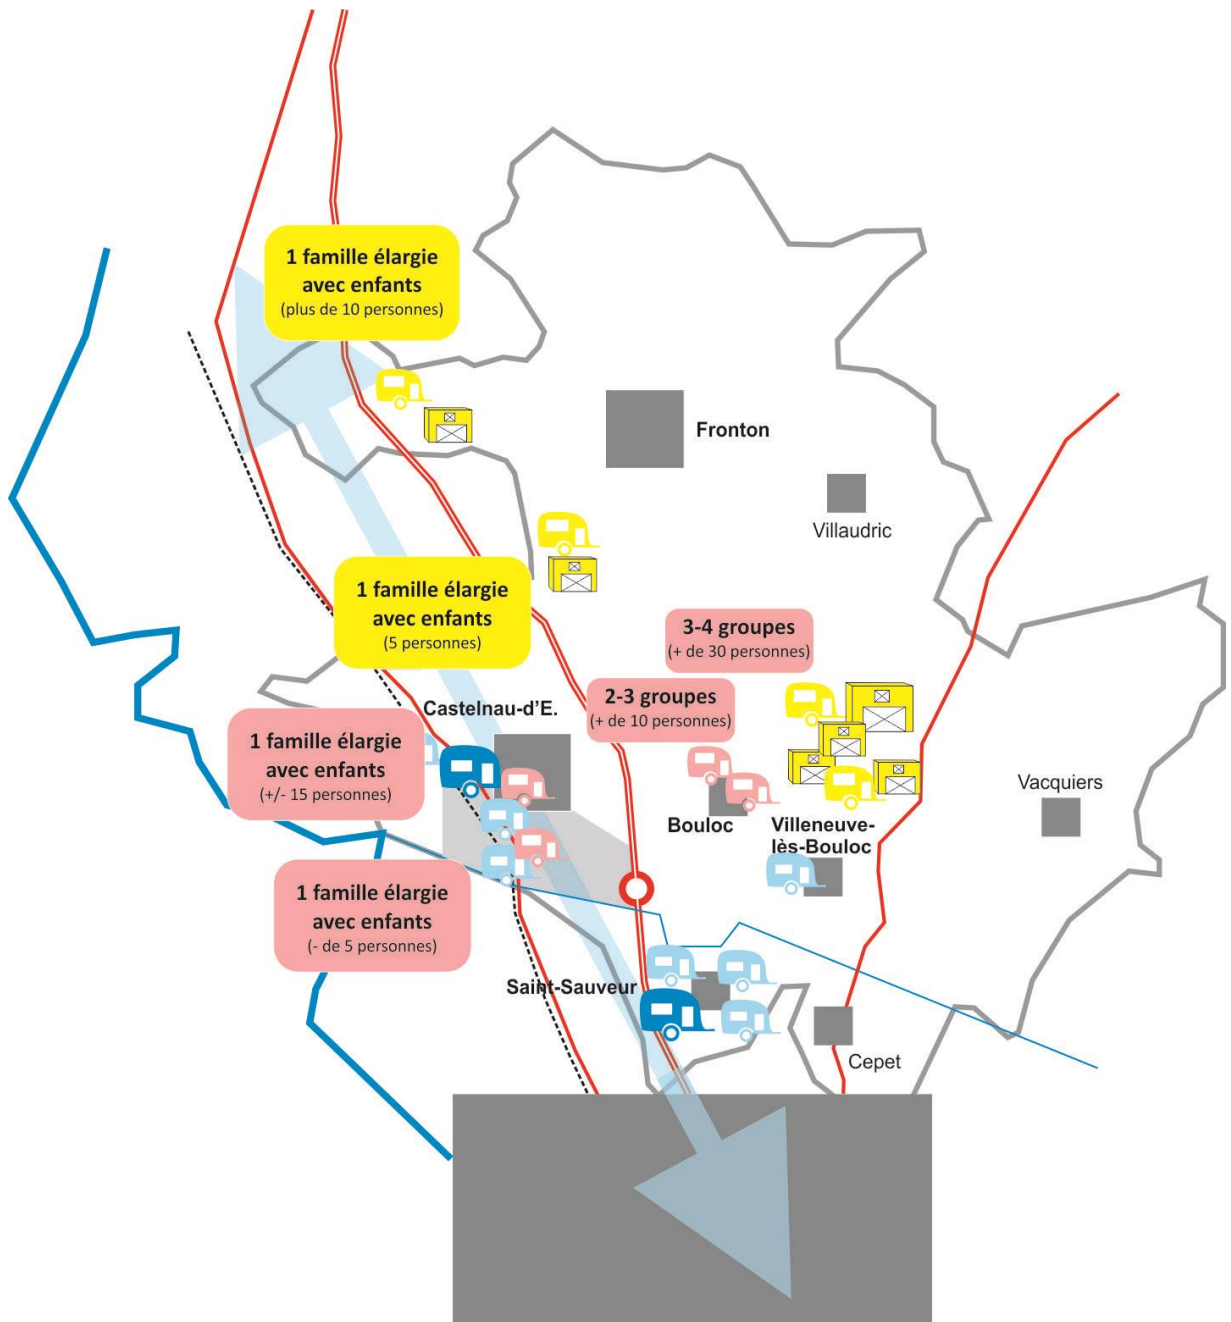 1 famille élargie
avec enfants
(plus de 10 personnes)
Fronton
Villaudric
1 famille élargie
avec enfants
(5 personnes)
3-4 groupes
(+ de 30 personnes)
2-3 groupes
(+ de 10 personnes)
Castelnau-d'E.
1 famille élargie
avec enfants
(+/- 15 personnes)
Vacquiers
Bouloc
Villeneuve-
lès-Bouloc
1 famille élargie
avec enfants
(- de 5 personnes)
Saint-Sauveur
Cepet